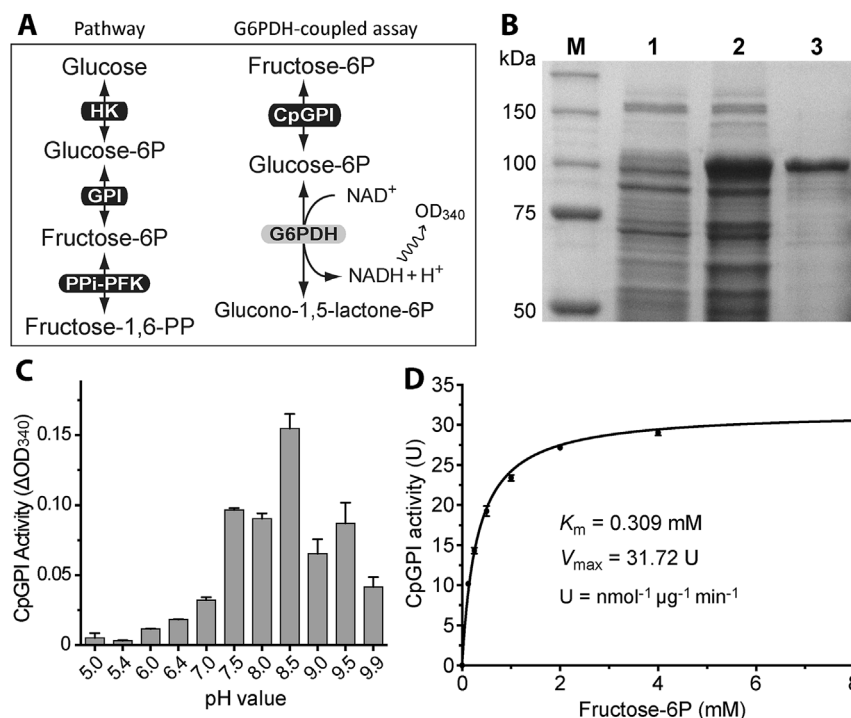 A
Pathway
Glucose
HK
Glucose-6P
GPI
Fructose-6P
PPi-PFK
Fructose-1,6-PP
G6PDH-coupled assay
Fructose-6P
CpGPI
Glucose-6P
NAD⁺
OD₃₄₀
G6PDH
NADH + H⁺
Glucono-1,5-lactone-6P
B
kDa M 1 2 3
150
100
75
50
C
CpGPI Activity (ΔOD₃₄₀)
0.15
0.10
0.05
0
5.0 5.4 6.0 6.4 7.0 7.5 8.0 8.5 9.0 9.5 9.9
pH value
D
CpGPI activity (U)
35
30
25
20
15
10
5
0
Kₘ = 0.309 mM
Vₘₐₓ = 31.72 U
U = nmol⁻¹ µg⁻¹ min⁻¹
0 2 4 6 8
Fructose-6P (mM)